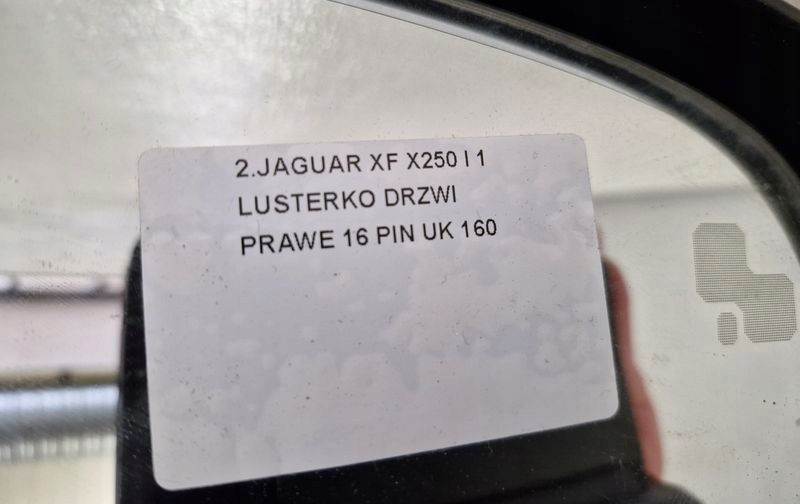 2.JAGUAR XF X250 I 1
LUSTERKO DRZWI
PRAWE 16 PIN UK 160